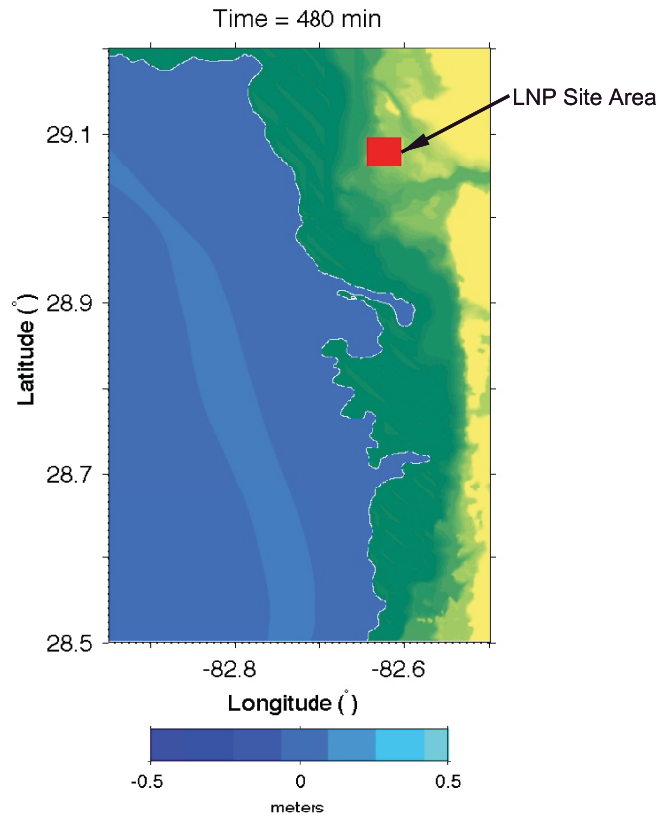 Time = 480 min
LNP Site Area
29.1
28.9
28.7
28.5
Latitude (°)
-82.8 -82.6
Longitude (°)
-0.5 0 0.5
meters